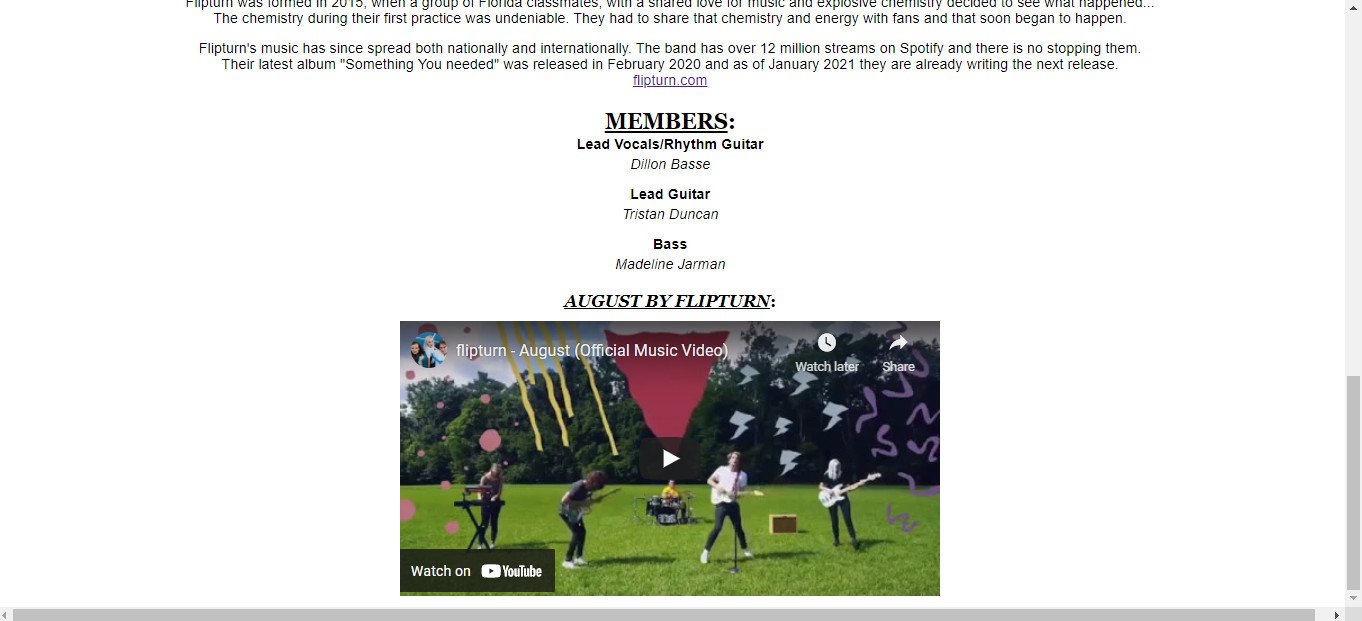 Flipturn was formed in 2015, when a group of Florida classmates, with a shared love for music and explosive chemistry decided to see what happened...
The chemistry during their first practice was undeniable. They had to share that chemistry and energy with fans and that soon began to happen.
Flipturn's music has since spread both nationally and internationally. The band has over 12 million streams on Spotify and there is no stopping them.
Their latest album "Something You needed" was released in February 2020 and as of January 2021 they are already writing the next release.
flipturn.com
MEMBERS:
Lead Vocals/Rhythm Guitar
Dillon Basse
Lead Guitar
Tristan Duncan
Bass
Madeline Jarman
AUGUST BY FLIPTURN:
flipturn - August (Official Music Video)
Watch later
Share
Watch on YouTube